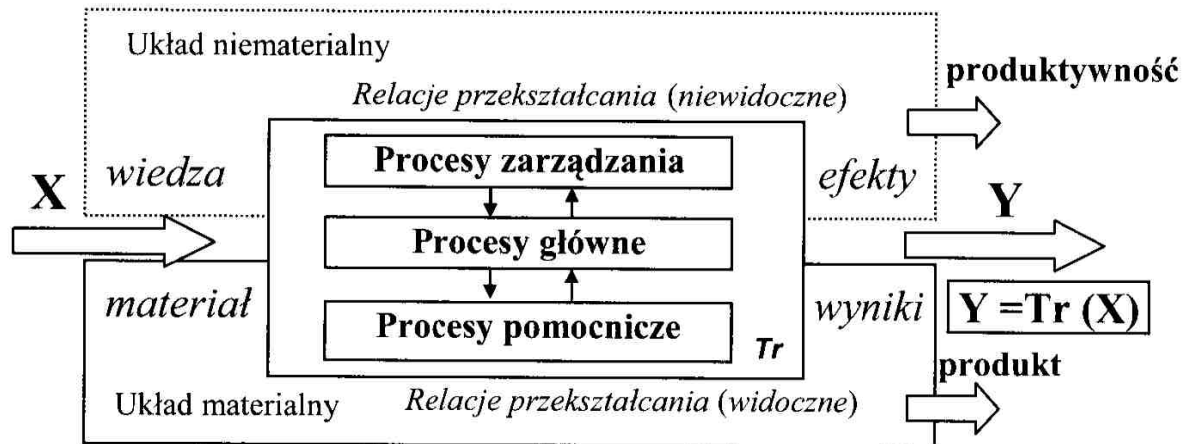 Układ niematerialny
produktywność
Relacje przekształcania (niewidoczne)
Procesy zarządzania
wiedza
efekty
X
Y
Procesy główne
materiał
wyniki
Y =Tr (X)
Procesy pomocnicze
Tr
produkt
Układ materialny
Relacje przekształcania (widoczne)